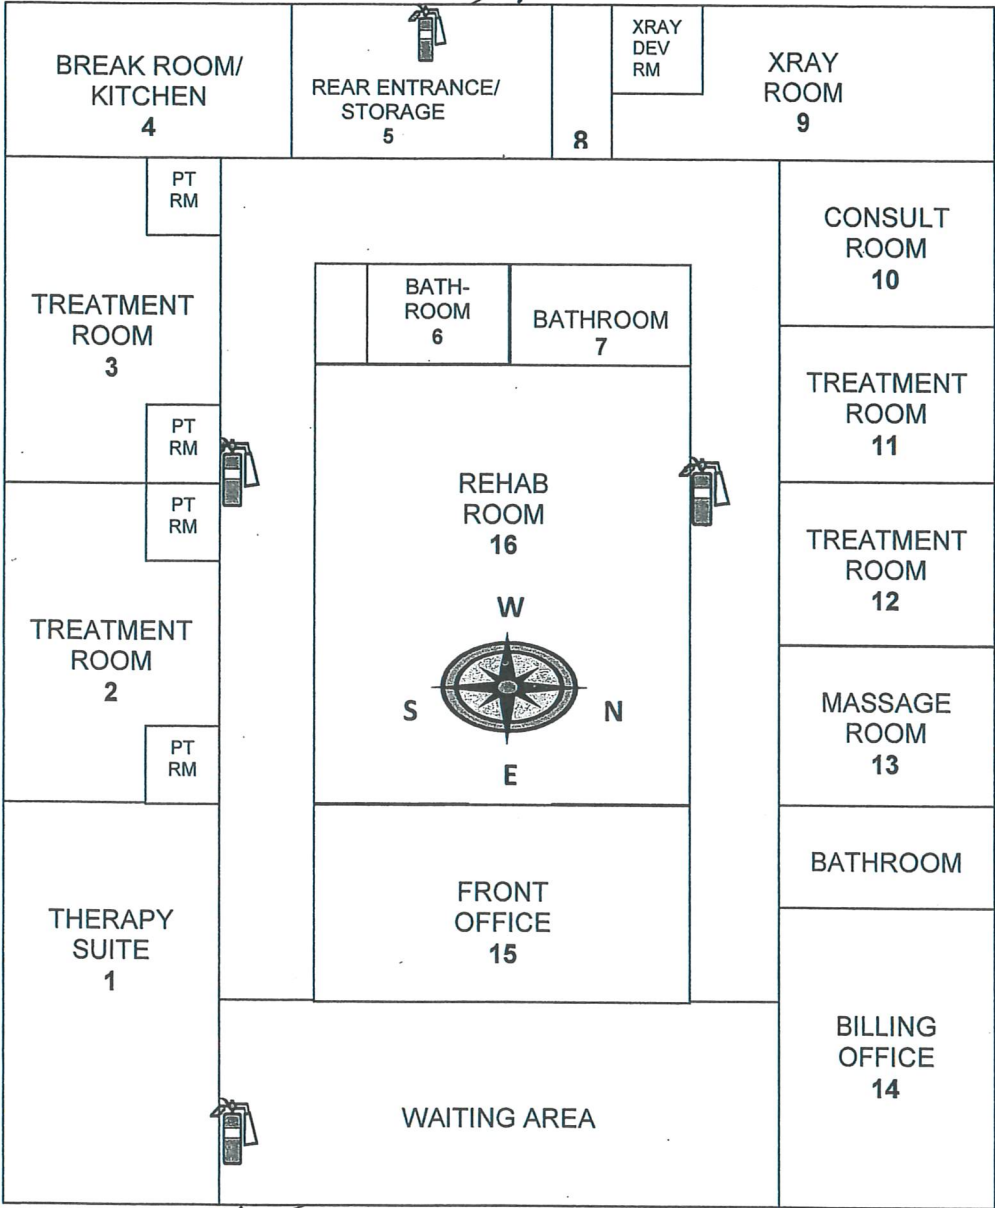 BREAK ROOM/
KITCHEN
4
REAR ENTRANCE/
STORAGE
5
8
XRAY
DEV
RM
XRAY
ROOM
9
PT
RM
TREATMENT
ROOM
3
PT
RM
PT
RM
TREATMENT
ROOM
2
PT
RM
THERAPY
SUITE
1
BATH-
ROOM
6
BATHROOM
7
REHAB
ROOM
16
W
S
N
E
FRONT
OFFICE
15
WAITING AREA
CONSULT
ROOM
10
TREATMENT
ROOM
11
TREATMENT
ROOM
12
MASSAGE
ROOM
13
BATHROOM
BILLING
OFFICE
14